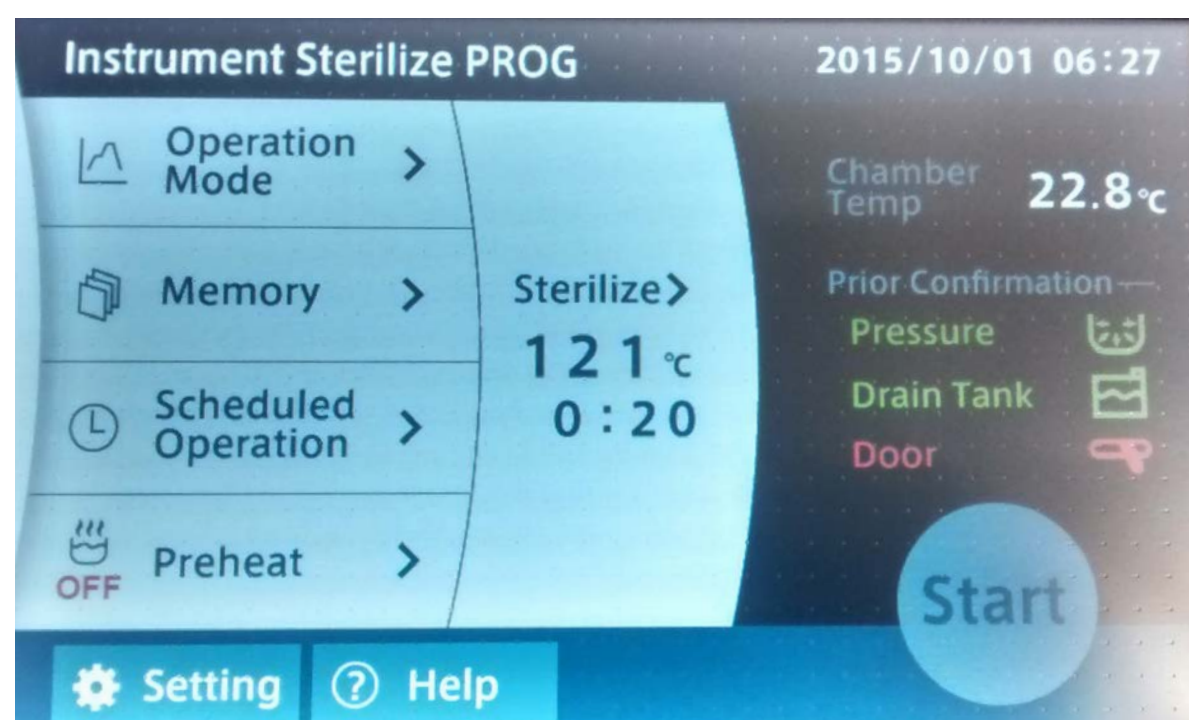 Instrument Sterilize PROG
2015/10/01 06:27
Operation
Mode
Memory
Scheduled
Operation
OFF
Preheat
Sterilize
121℃
0:20
Chamber
Temp
22.8℃
Prior Confirmation
Pressure
Drain Tank
Door
Start
Setting
? Help